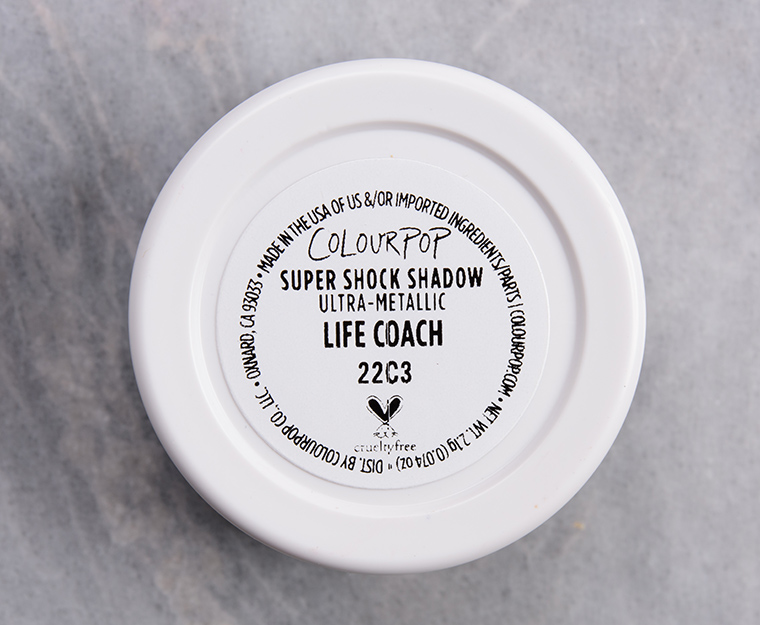 COLOURPOP
SUPER SHOCK SHADOW
ULTRA-METALLIC
LIFE COACH
22C3
crueltyfree
• MADE IN THE USA OF US &/OR IMPORTED INGREDIENTS/PARTS | COLOURPOP.COM • NET WT. 2.1g (0.074 OZ) " DIST. BY COLOURPOP CO., LLC. • OXNARD, CA 93033